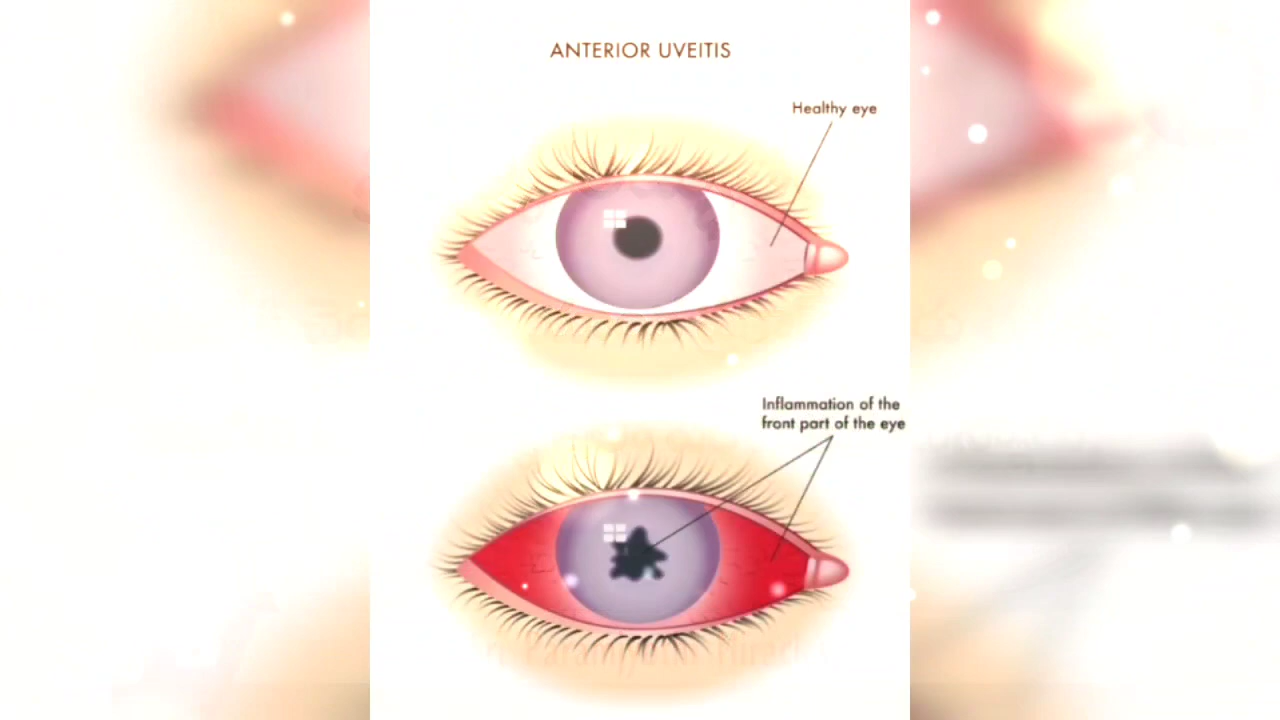 ANTERIOR UVEITIS
Healthy eye
Inflammation of the
front part of the eye